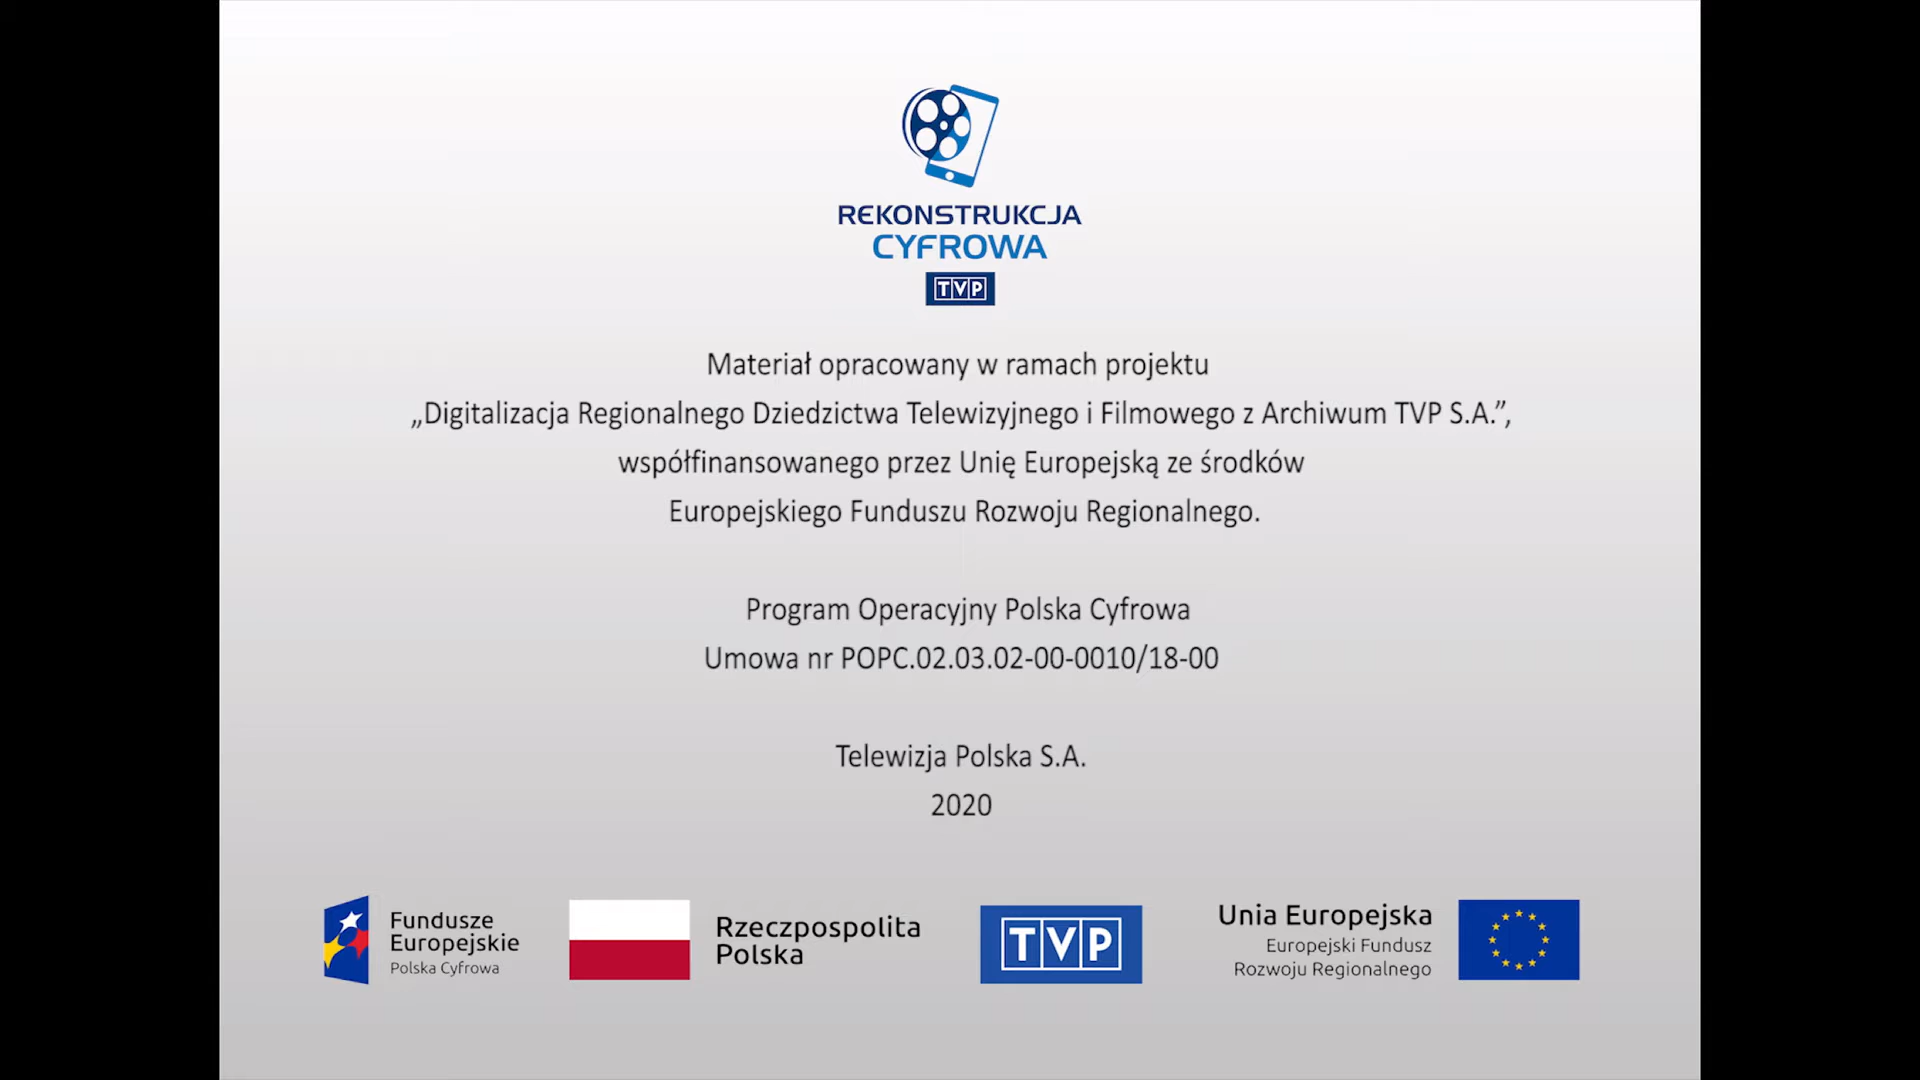 REKONSTRUKCJA
CYFROWA
TVP
Materiał opracowany w ramach projektu
„Digitalizacja Regionalnego Dziedzictwa Telewizyjnego i Filmowego z Archiwum TVP S.A.”,
współfinansowanego przez Unię Europejską ze środków
Europejskiego Funduszu Rozwoju Regionalnego.
Program Operacyjny Polska Cyfrowa
Umowa nr POPC.02.03.02-00-0010/18-00
Telewizja Polska S.A.
2020
Fundusze
Europejskie
Polska Cyfrowa
Rzeczpospolita
Polska
TVP
Unia Europejska
Europejski Fundusz
Rozwoju Regionalnego